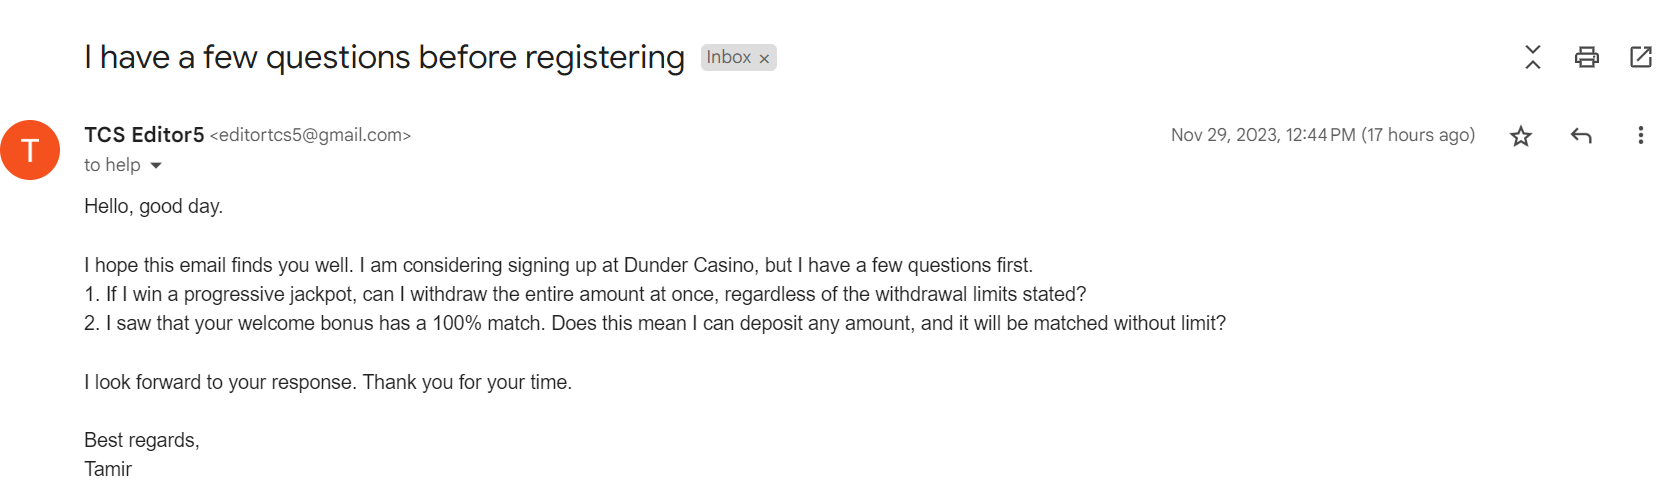 I have a few questions before registering Inbox ×
TCS Editor5 <editortcs5@gmail.com> Nov 29, 2023, 12:44 PM (17 hours ago)
T
to help
Hello, good day.
I hope this email finds you well. I am considering signing up at Dunder Casino, but I have a few questions first.
1. If I win a progressive jackpot, can I withdraw the entire amount at once, regardless of the withdrawal limits stated?
2. I saw that your welcome bonus has a 100% match. Does this mean I can deposit any amount, and it will be matched without limit?
I look forward to your response. Thank you for your time.
Best regards,
Tamir